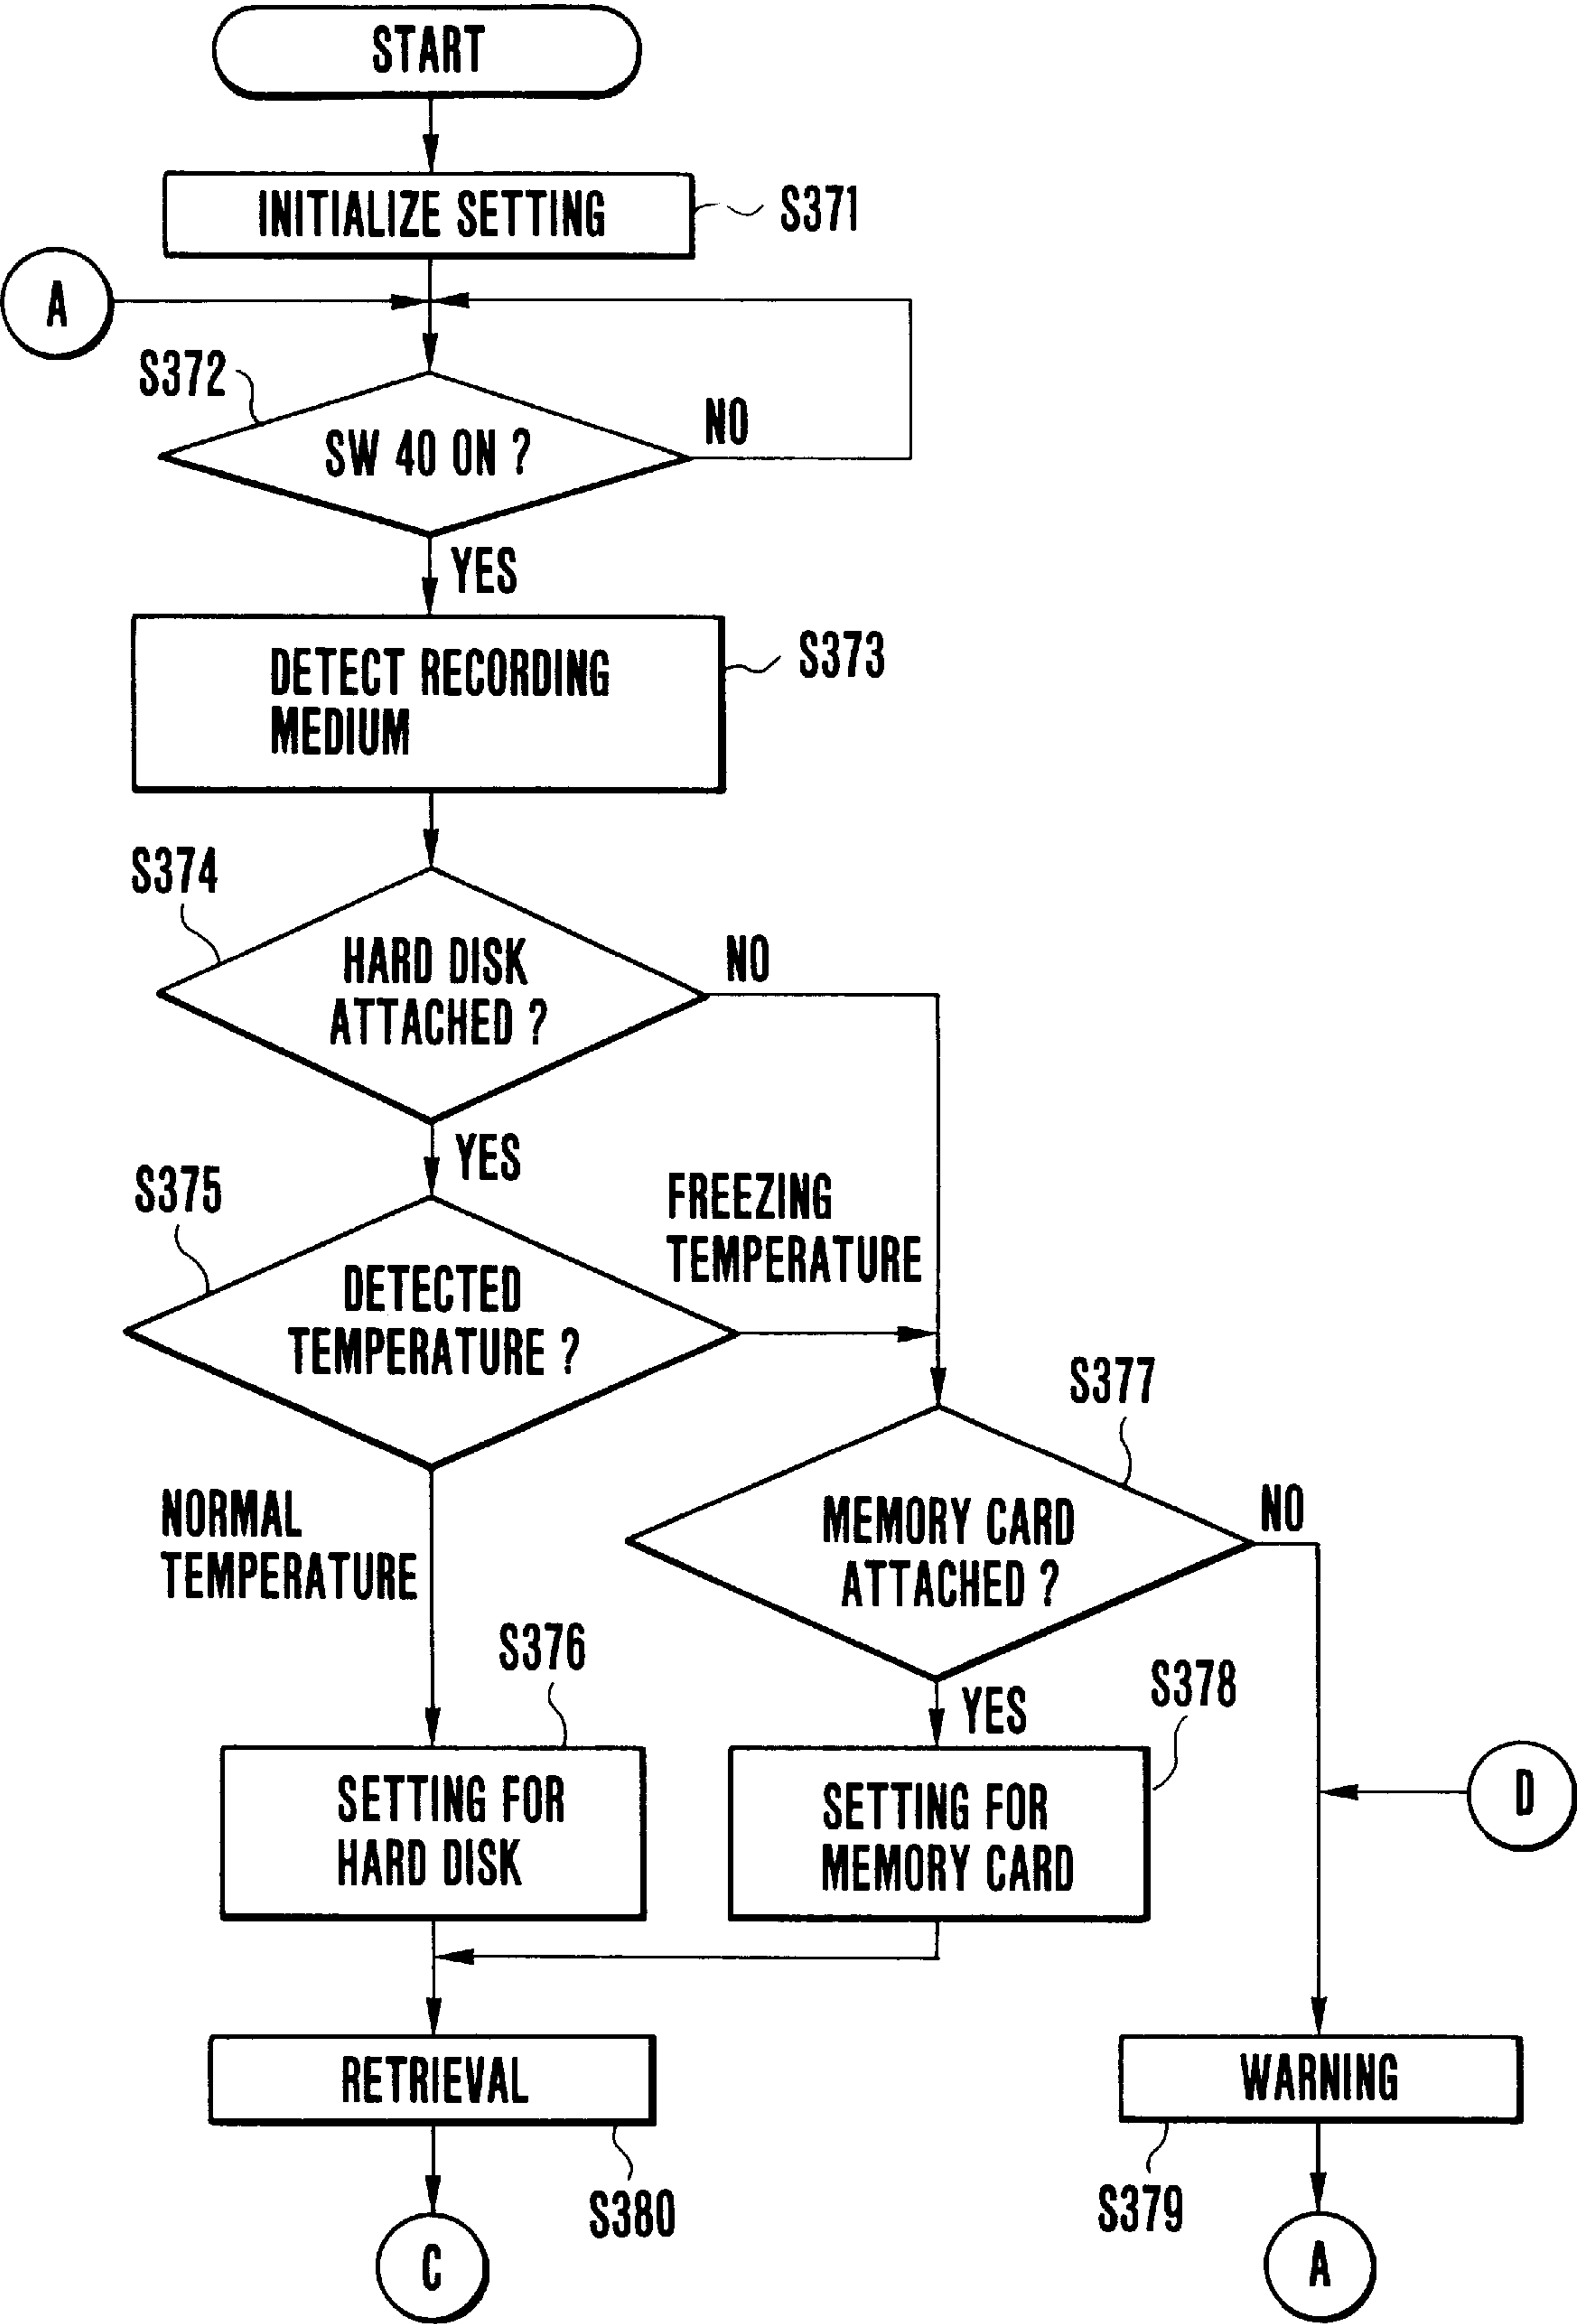 START
INITIALIZE SETTING
S371
A
S372
SW 40 ON ?
NO
YES
DETECT RECORDING
MEDIUM
S373
S374
HARD DISK
ATTACHED ?
NO
YES
S375
DETECTED
TEMPERATURE ?
FREEZING
TEMPERATURE
NORMAL
TEMPERATURE
S377
MEMORY CARD
ATTACHED ?
NO
YES
S376
SETTING FOR
HARD DISK
S378
SETTING FOR
MEMORY CARD
D
RETRIEVAL
S380
WARNING
S379
C
A